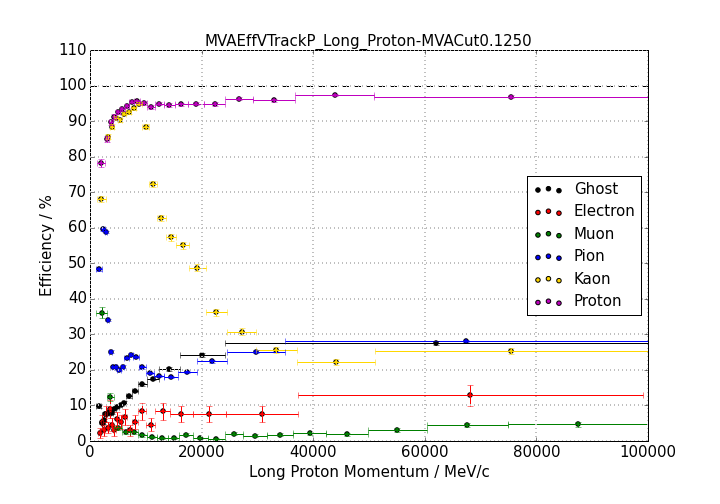 MVAEffVTrackP_Long_Proton-MVACut0.1250
110
100
90
80
70
60
50
40
30
20
10
0
Efficiency / %
Ghost
Electron
Muon
Pion
Kaon
Proton
0 20000 40000 60000 80000 100000
Long Proton Momentum / MeV/c